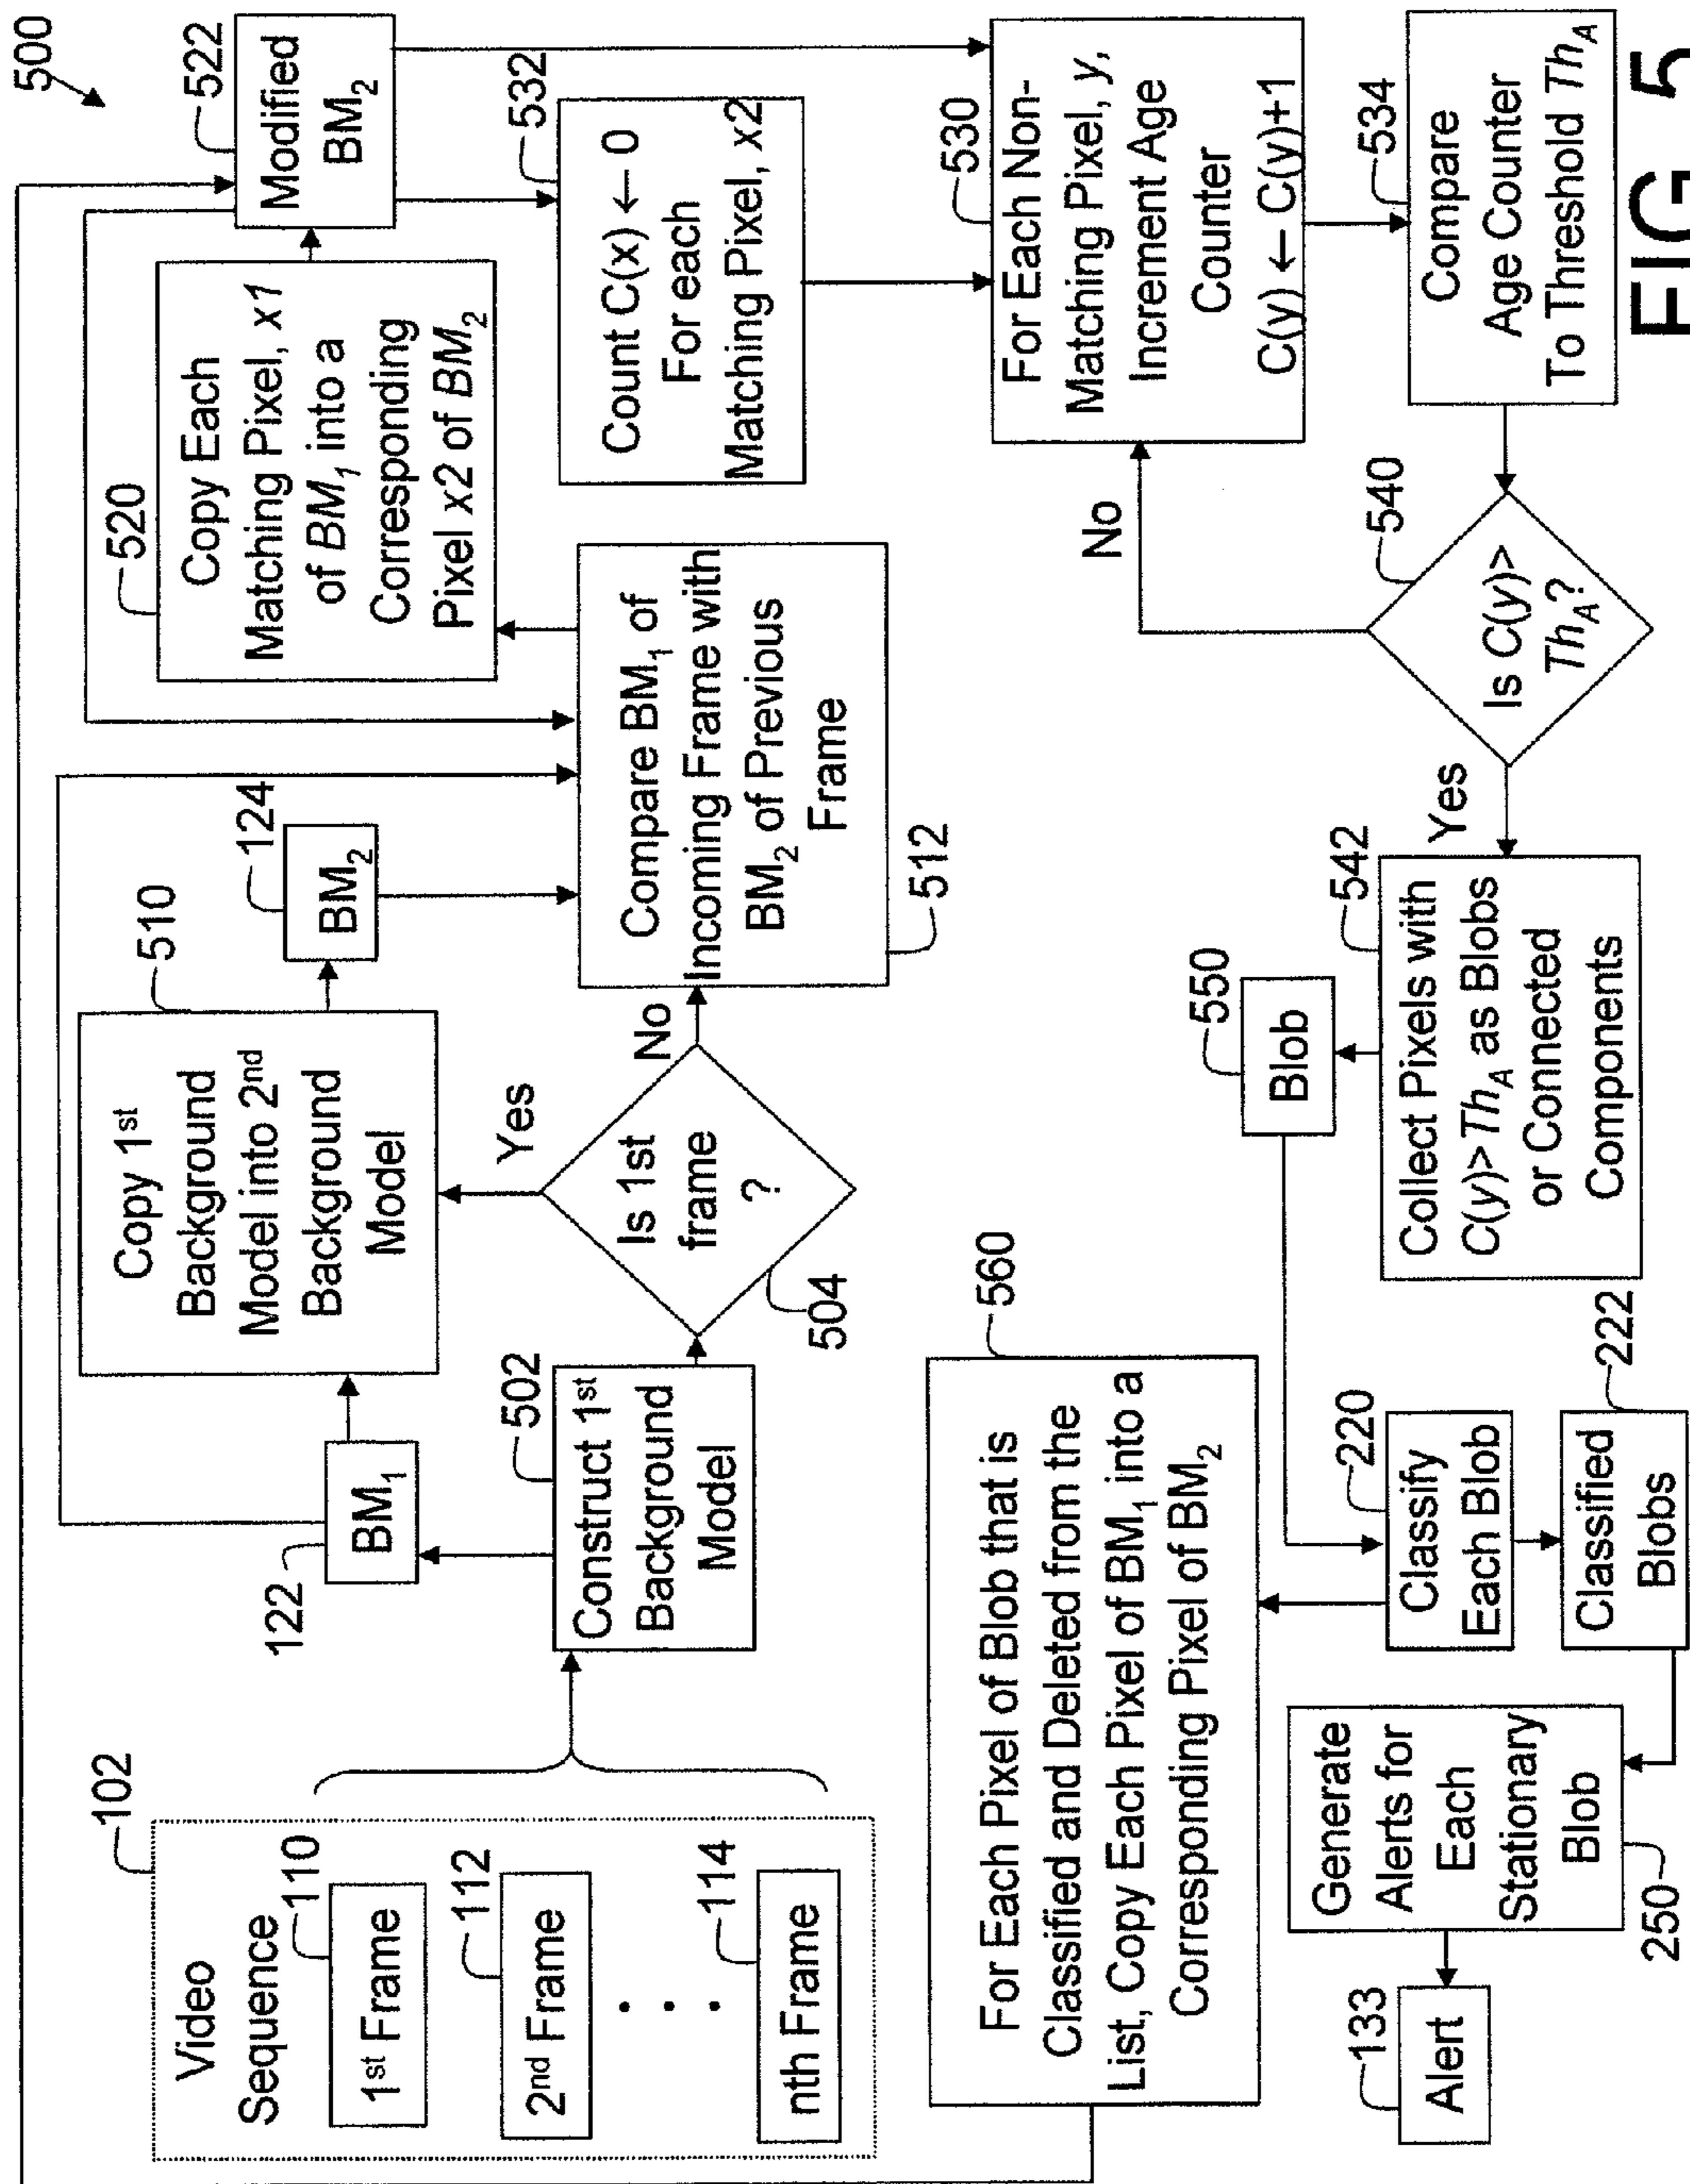 500
102
Video
Sequence
110
1st Frame
112
2nd Frame
. . .
114
nth Frame
502
Construct 1st
Background
Model
122
BM1
510
Copy 1st
Background
Model into 2nd
Background
Model
124
BM2
504
Is 1st
frame
?
Yes
No
512
Compare BM1 of
Incoming Frame with
BM2 of Previous
Frame
520
Copy Each
Matching Pixel, x1
of BM1 into a
Corresponding
Pixel x2 of BM2
522
Modified
BM2
532
Count C(x) ← 0
For each
Matching Pixel, x2
530
For Each Non-
Matching Pixel, y,
Increment Age
Counter
C(y) ← C(y)+1
534
Compare
Age Counter
To Threshold ThA
540
Is C(y)>
ThA?
No
Yes
542
Collect Pixels with
C(y)> ThA as Blobs
or Connected
Components
550
Blob
560
For Each Pixel of Blob that is
Classified and Deleted from the
List, Copy Each Pixel of BM1 into a
Corresponding Pixel of BM2
220
Classify
Each Blob
222
Classified
Blobs
250
Generate
Alerts for
Each
Stationary
Blob
133
Alert
FIG 5